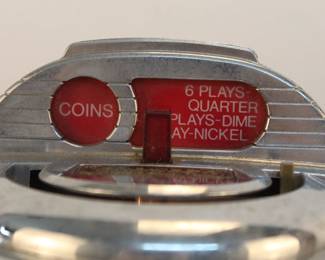 COINS
6 PLAYS-
QUARTER
PLAYS-DIME
AY-NICKEL